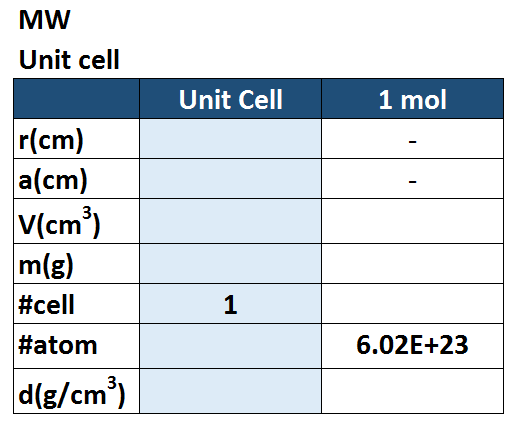 MW
Unit cell
Unit Cell 1 mol
r(cm) -
a(cm) -
V(cm³)
m(g)
#cell 1
#atom 6.02E+23
d(g/cm³)